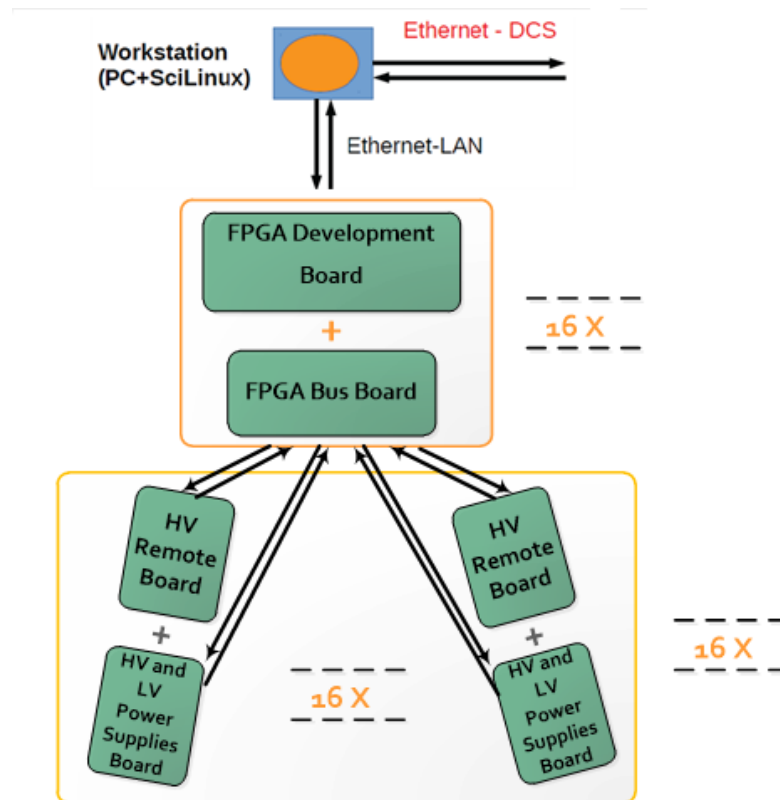 Ethernet - DCS
Workstation
(PC+SciLinux)
Ethernet-LAN
FPGA Development
Board
+
16 X
FPGA Bus Board
HV
Remote
Board
+
HV and
LV
Power
Supplies
Board
16 X
HV
Remote
Board
+
HV and
LV
Power
Supplies
Board
16 X